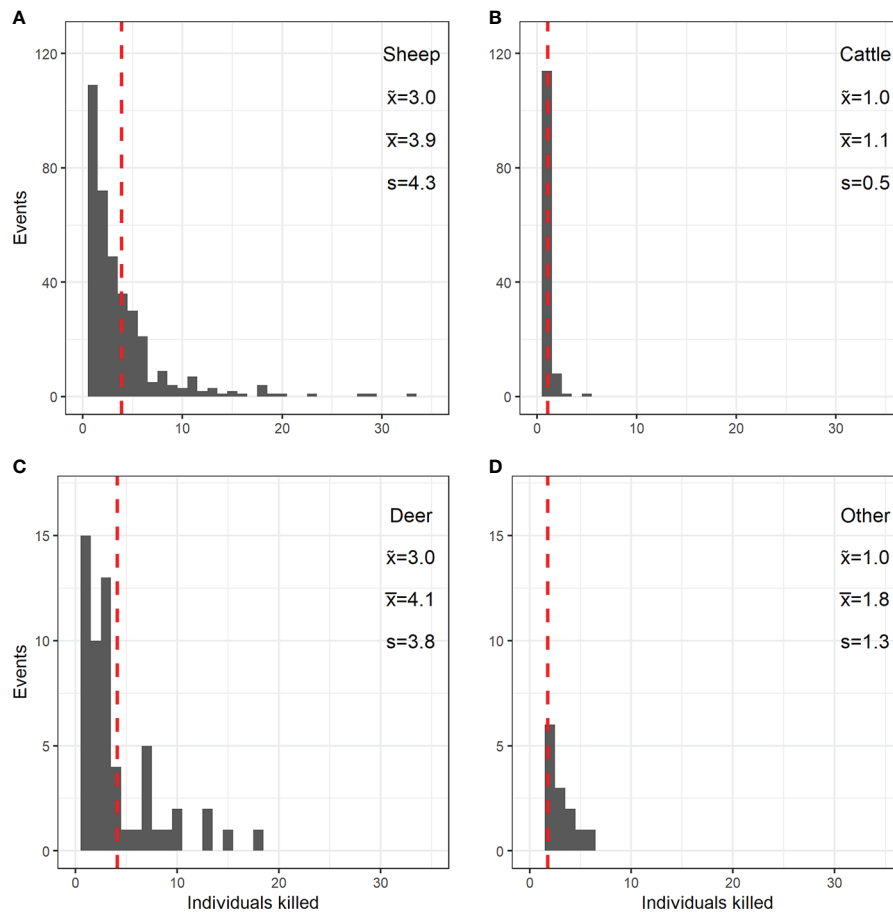 A
Sheep
x̃=3.0
x̅=3.9
s=4.3
Events
120
80
40
0
0 10 20 30
B
Cattle
x̃=1.0
x̅=1.1
s=0.5
120
80
40
0
0 10 20 30
C
Deer
x̃=3.0
x̅=4.1
s=3.8
Events
15
10
5
0
0 10 20 30
Individuals killed
D
Other
x̃=1.0
x̅=1.8
s=1.3
15
10
5
0
0 10 20 30
Individuals killed